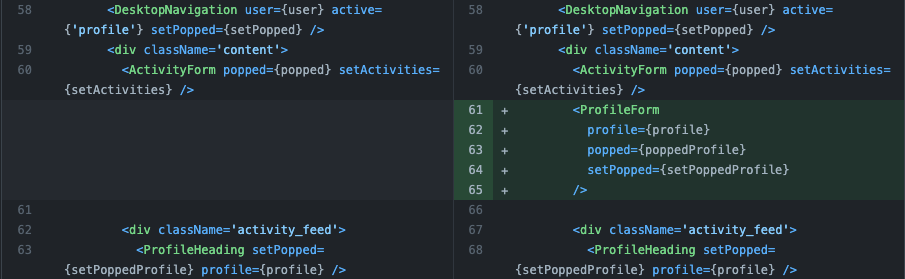 58 <DesktopNavigation user={user} active=
{'profile'} setPopped={setPopped} />
59 <div className='content'>
60 <ActivityForm popped={popped} setActivities=
{setActivities} />
61
62 <div className='activity_feed'>
63 <ProfileHeading setPopped=
{setPoppedProfile} profile={profile} />
58 <DesktopNavigation user={user} active=
{'profile'} setPopped={setPopped} />
59 <div className='content'>
60 <ActivityForm popped={popped} setActivities=
{setActivities} />
61 + <ProfileForm
62 + profile={profile}
63 + popped={poppedProfile}
64 + setPopped={setPoppedProfile}
65 + />
66
67 <div className='activity_feed'>
68 <ProfileHeading setPopped=
{setPoppedProfile} profile={profile} />